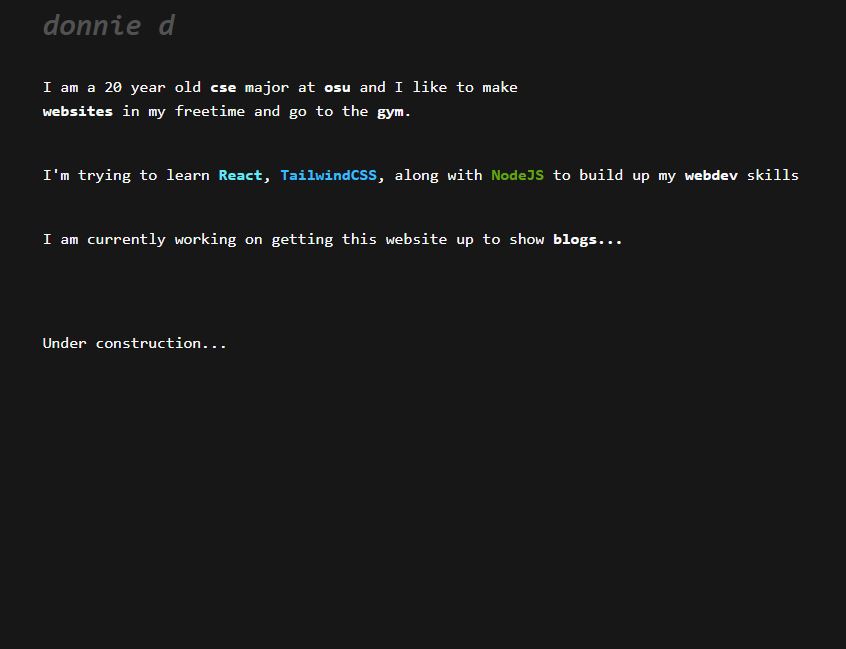 donnie d
I am a 20 year old cse major at osu and I like to make
websites in my freetime and go to the gym.
I'm trying to learn React, TailwindCSS, along with NodeJS to build up my webdev skills
I am currently working on getting this website up to show blogs...
Under construction...